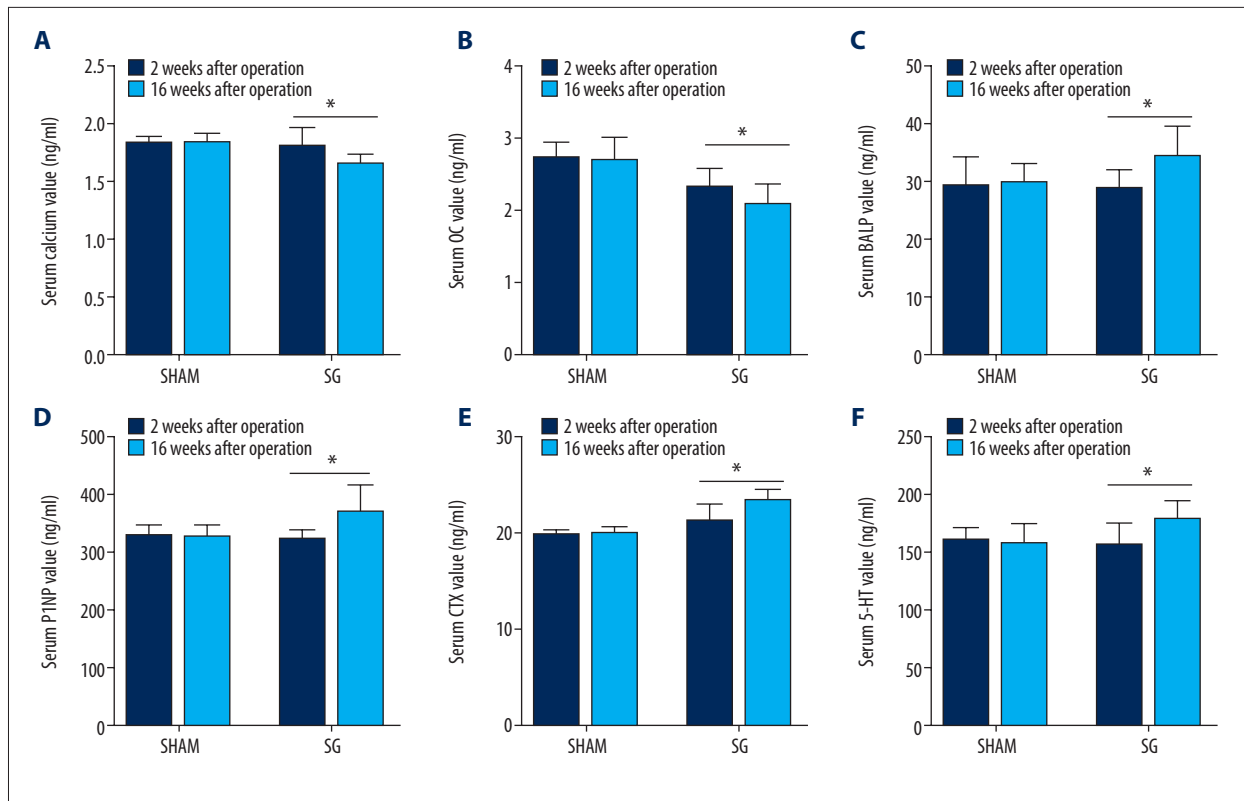 A
2 weeks after operation
16 weeks after operation
Serum calcium value (ng/ml)
2.5
2.0
1.5
1.0
0.5
0.0
*
SHAM
SG
B
2 weeks after operation
16 weeks after operation
Serum OC value (ng/ml)
4
3
2
1
0
*
SHAM
SG
C
2 weeks after operation
16 weeks after operation
Serum BALP value (ng/ml)
50
40
30
30
10
0
*
SHAM
SG
D
2 weeks after operation
16 weeks after operation
Serum P1NP value (ng/ml)
500
400
300
200
100
0
*
SHAM
SG
E
2 weeks after operation
16 weeks after operation
Serum CTX value (ng/ml)
30
20
10
0
*
SHAM
SG
F
2 weeks after operation
16 weeks after operation
Serum 5-HT value (ng/ml)
250
200
150
100
50
0
*
SHAM
SG